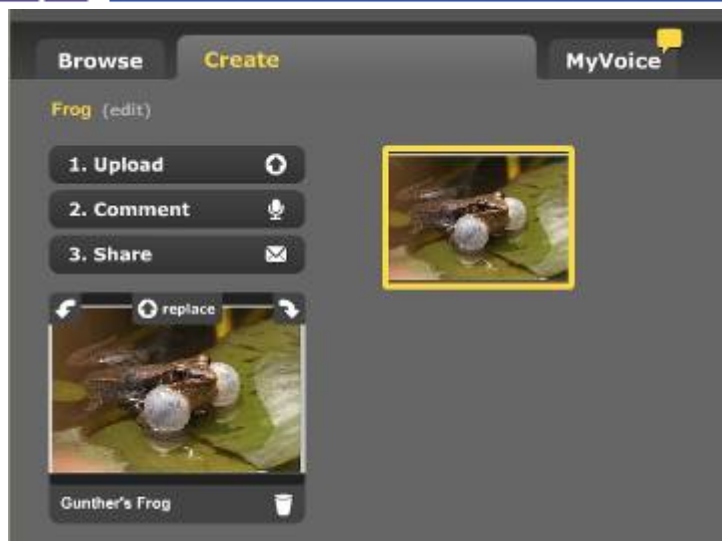 Browse Create MyVoice
Frog (edit)
1. Upload
2. Comment
3. Share
replace
Gunther's Frog